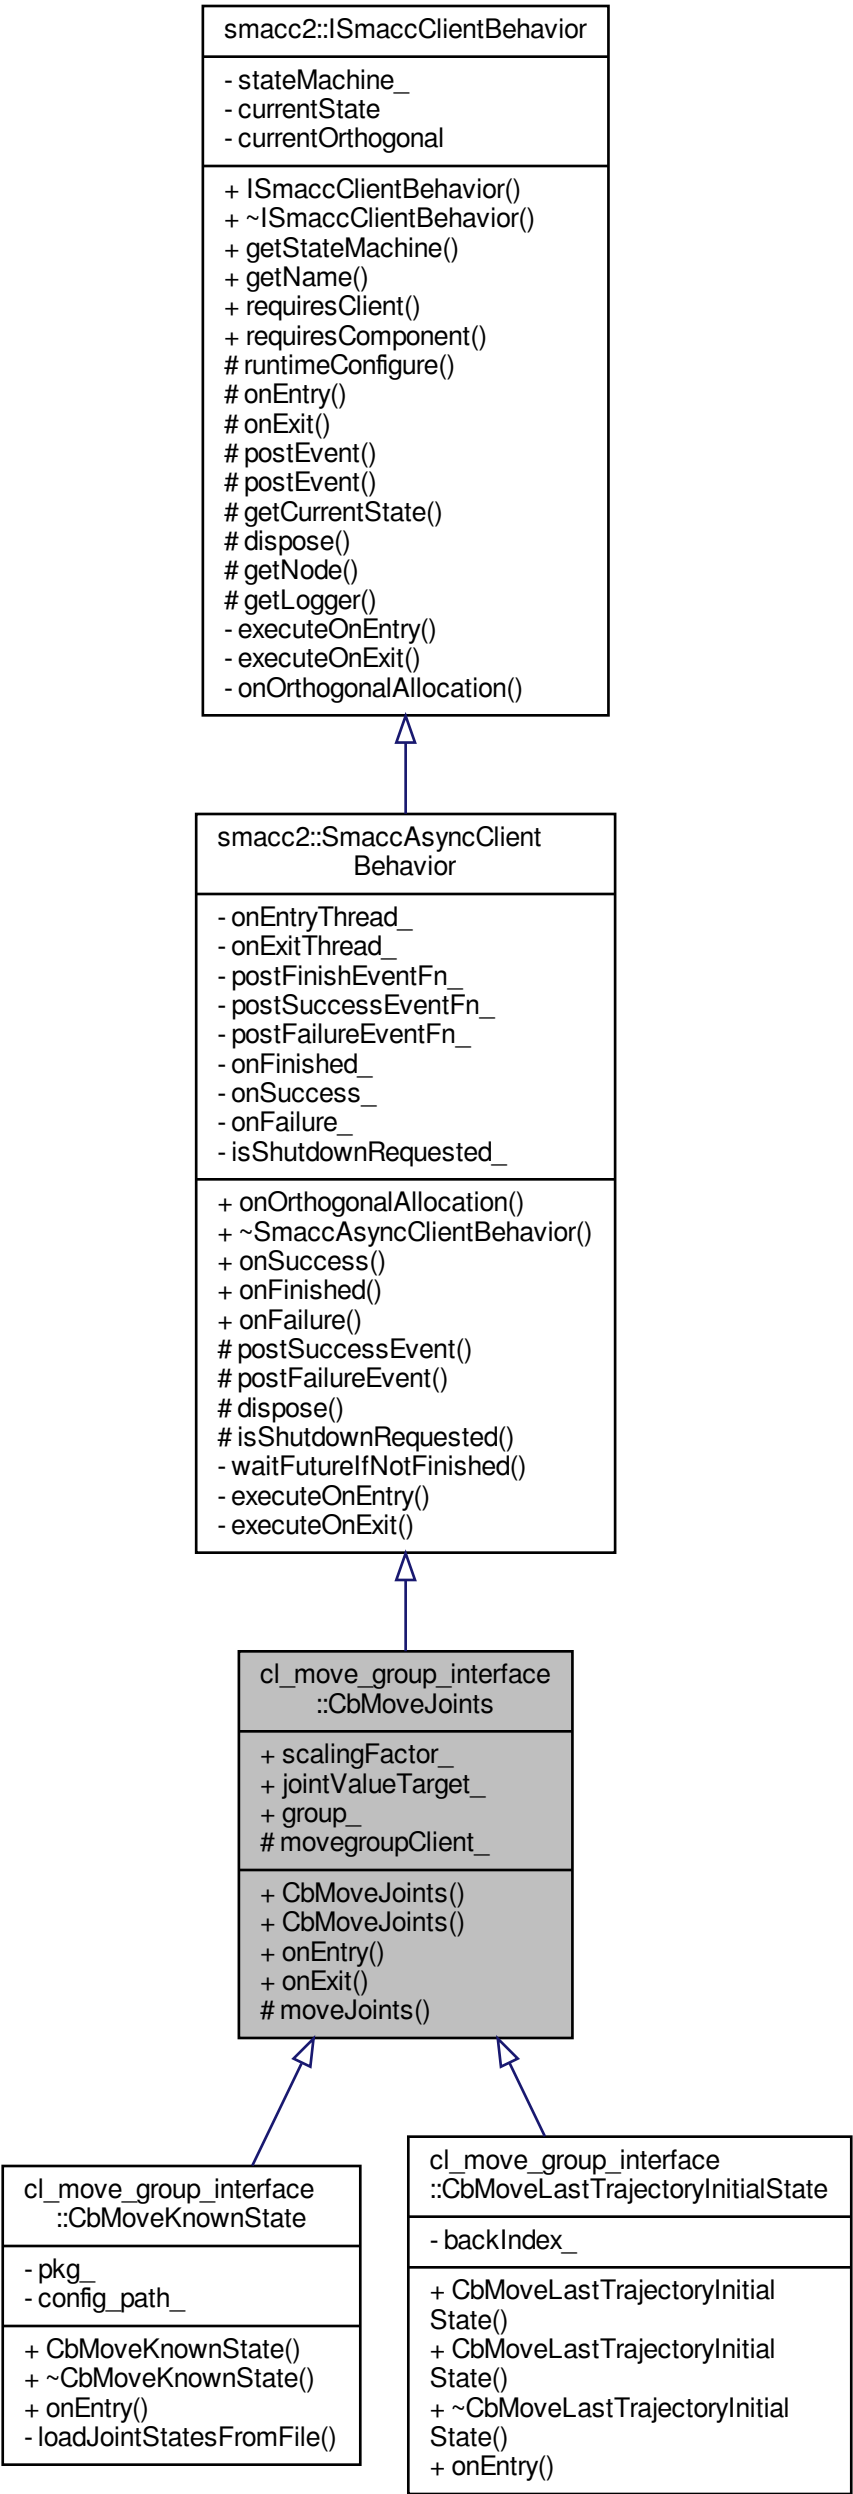 smacc2::ISmaccClientBehavior
- stateMachine_
- currentState
- currentOrthogonal
+ ISmaccClientBehavior()
+ ~ISmaccClientBehavior()
+ getStateMachine()
+ getName()
+ requiresClient()
+ requiresComponent()
# runtimeConfigure()
# onEntry()
# onExit()
# postEvent()
# postEvent()
# getCurrentState()
# dispose()
# getNode()
# getLogger()
- executeOnEntry()
- executeOnExit()
- onOrthogonalAllocation()
smacc2::SmaccAsyncClient
Behavior
- onEntryThread_
- onExitThread_
- postFinishEventFn_
- postSuccessEventFn_
- postFailureEventFn_
- onFinished_
- onSuccess_
- onFailure_
- isShutdownRequested_
+ onOrthogonalAllocation()
+ ~SmaccAsyncClientBehavior()
+ onSuccess()
+ onFinished()
+ onFailure()
# postSuccessEvent()
# postFailureEvent()
# dispose()
# isShutdownRequested()
- waitFutureIfNotFinished()
- executeOnEntry()
- executeOnExit()
cl_move_group_interface
::CbMoveJoints
+ scalingFactor_
+ jointValueTarget_
+ group_
# movegroupClient_
+ CbMoveJoints()
+ CbMoveJoints()
+ onEntry()
+ onExit()
# moveJoints()
cl_move_group_interface
::CbMoveKnownState
- pkg_
- config_path_
+ CbMoveKnownState()
+ ~CbMoveKnownState()
+ onEntry()
- loadJointStatesFromFile()
cl_move_group_interface
::CbMoveLastTrajectoryInitialState
- backIndex_
+ CbMoveLastTrajectoryInitial
State()
+ CbMoveLastTrajectoryInitial
State()
+ ~CbMoveLastTrajectoryInitial
State()
+ onEntry()